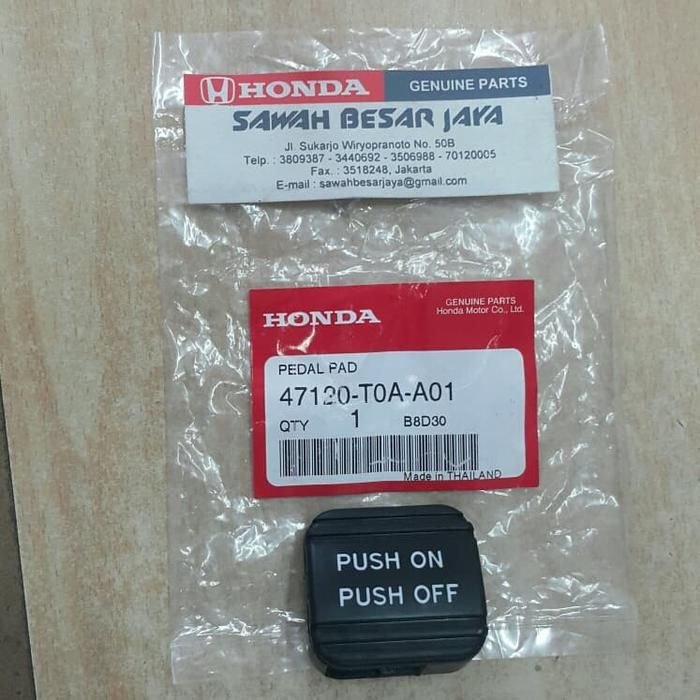 HONDA GENUINE PARTS
SAWAH BESAR JAYA
Jl. Sukarjo Wiryopranoto No. 50B
Telp. : 3809387 - 3440692 - 3506988 - 70120005
Fax. : 3518248, Jakarta
E-mail : sawahbesarjaya@gmail.com
HONDA
GENUINE PARTS
Honda Motor Co., Ltd.
PEDAL PAD
47120-T0A-A01
QTY 1 B8D30
Made in THAILAND
PUSH ON
PUSH OFF